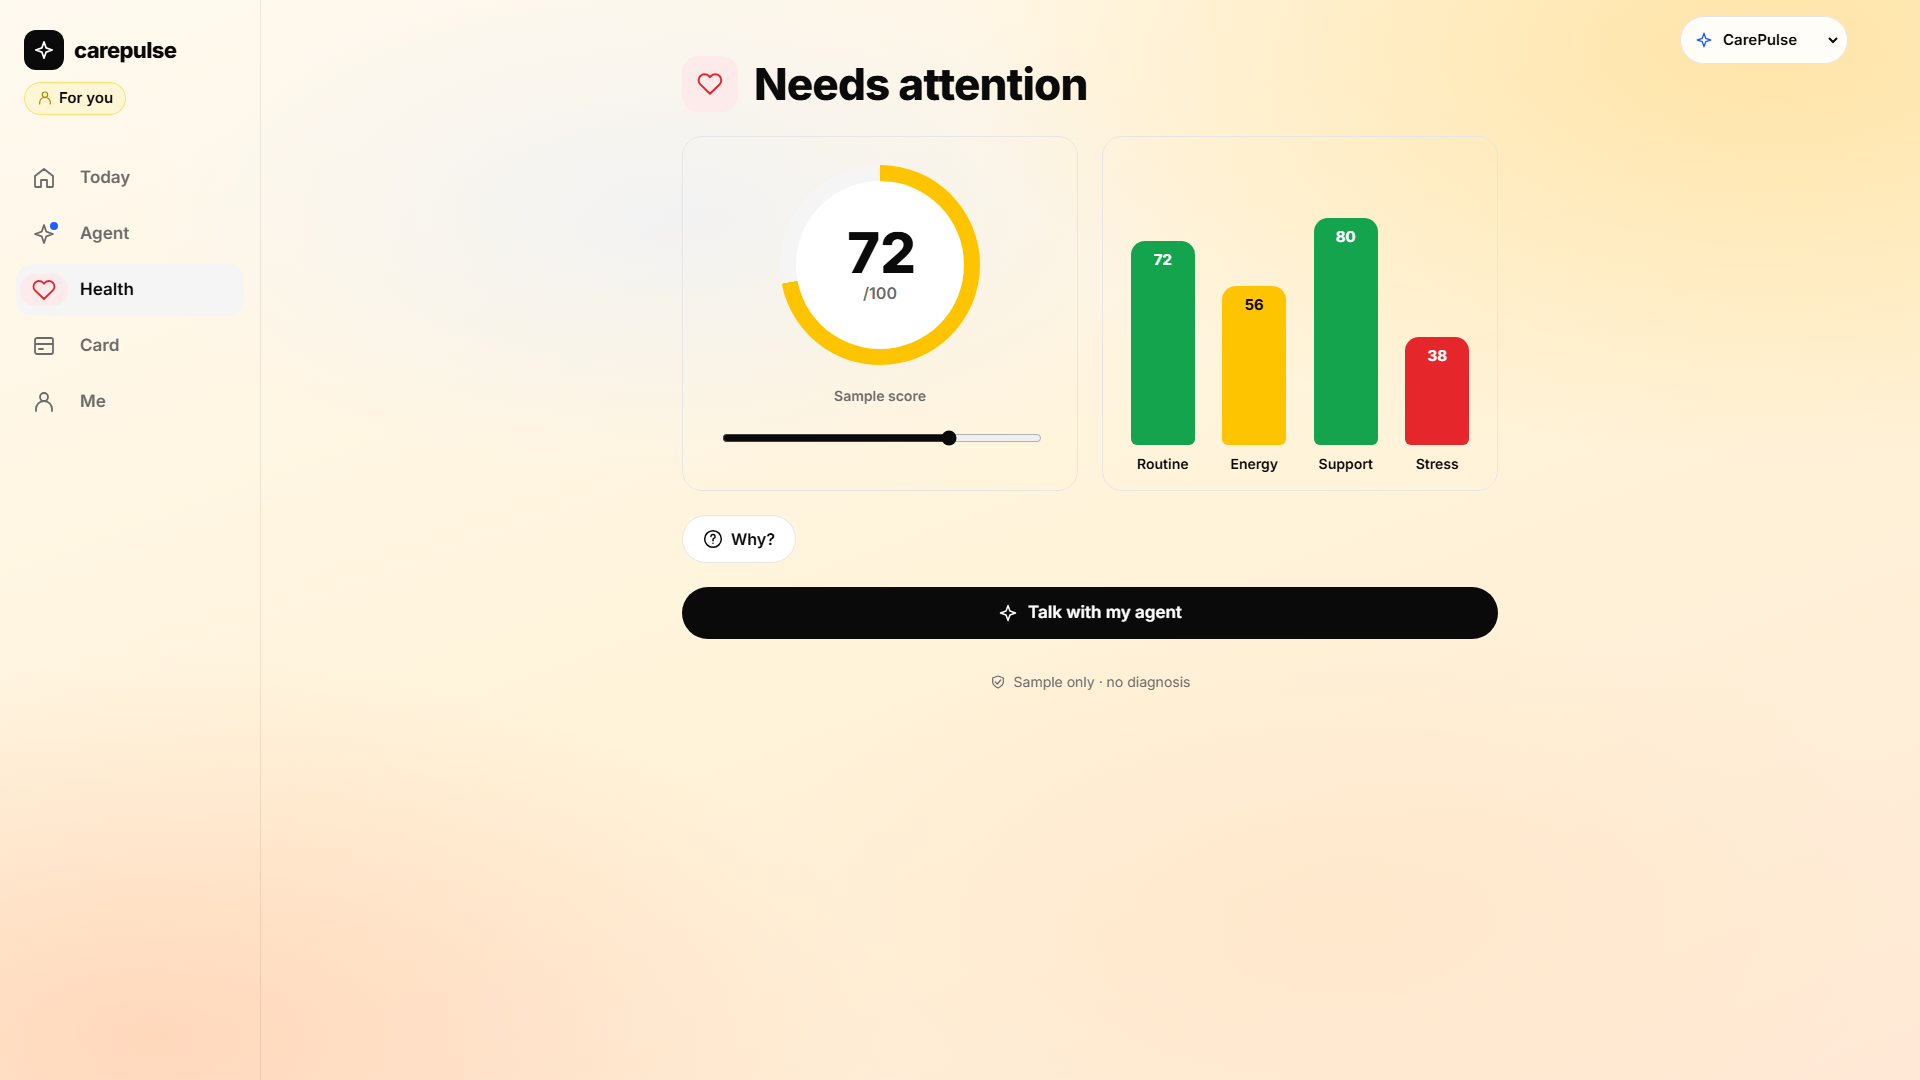 carepulse
For you
Today
Agent
Health
Card
Me
CarePulse
Needs attention
72
/100
Sample score
72
56
80
38
Routine
Energy
Support
Stress
Why?
Talk with my agent
Sample only · no diagnosis